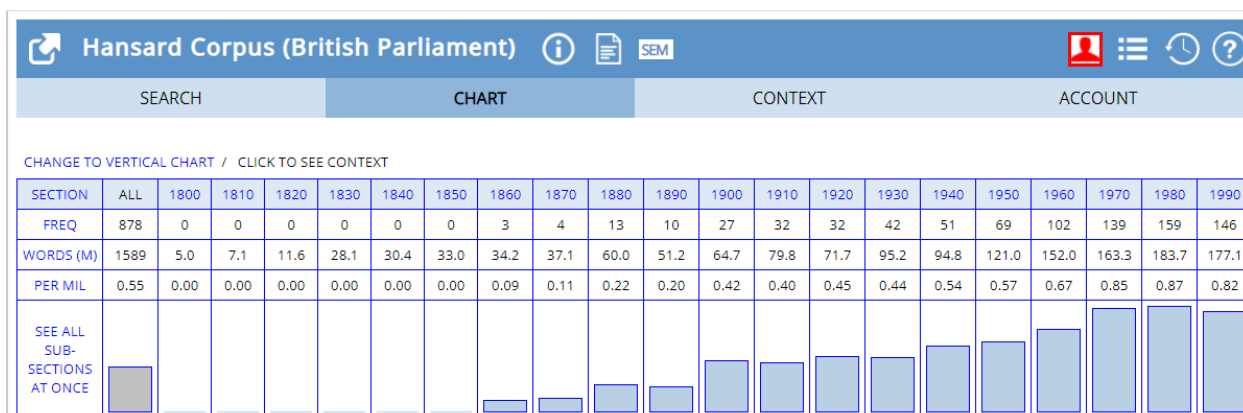 Hansard Corpus (British Parliament) SEM
SEARCH CHART CONTEXT ACCOUNT
CHANGE TO VERTICAL CHART / CLICK TO SEE CONTEXT
SECTION ALL 1800 1810 1820 1830 1840 1850 1860 1870 1880 1890 1900 1910 1920 1930 1940 1950 1960 1970 1980 1990
FREQ 878 0 0 0 0 0 0 3 4 13 10 27 32 32 42 51 69 102 139 159 146
WORDS (M) 1589 5.0 7.1 11.6 28.1 30.4 33.0 34.2 37.1 60.0 51.2 64.7 79.8 71.7 95.2 94.8 121.0 152.0 163.3 183.7 177.1
PER MIL 0.55 0.00 0.00 0.00 0.00 0.00 0.00 0.09 0.11 0.22 0.20 0.42 0.40 0.45 0.44 0.54 0.57 0.67 0.85 0.87 0.82
SEE ALL
SUB-
SECTIONS
AT ONCE